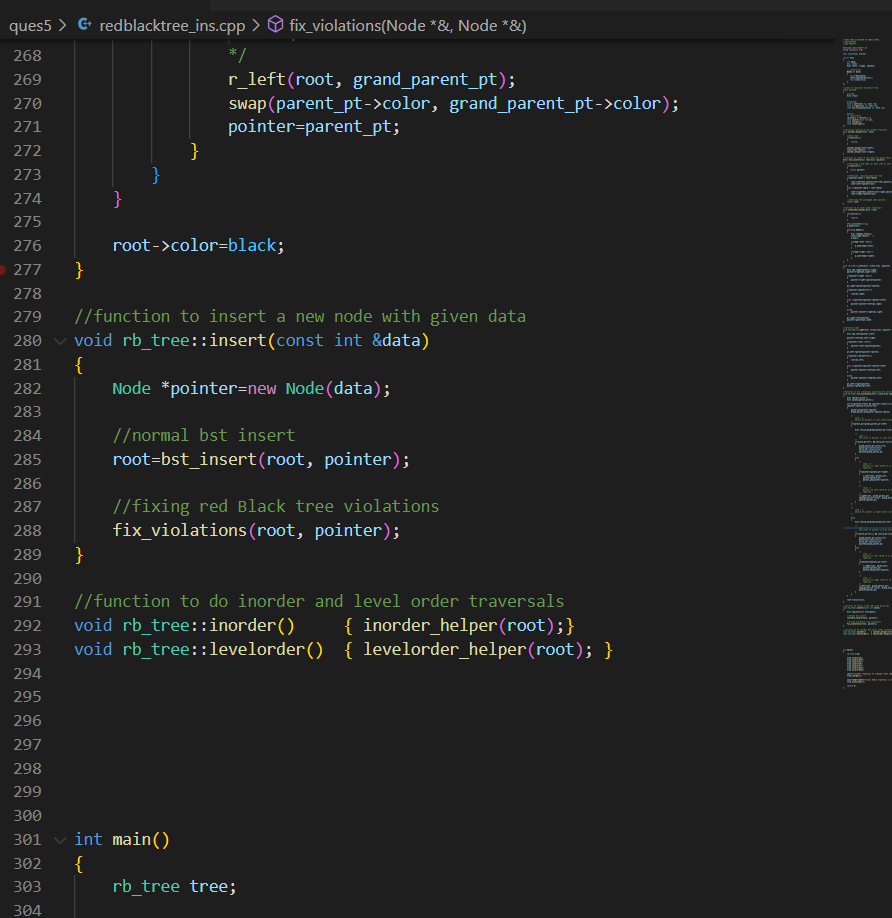 ques5 > redblacktree_ins.cpp > fix_violations(Node *&, Node *&)
268 */
269 r_left(root, grand_parent_pt);
270 swap(parent_pt->color, grand_parent_pt->color);
271 pointer=parent_pt;
272 }
273 }
274 }
275
276 root->color=black;
277 }
278
279 //function to insert a new node with given data
280 void rb_tree::insert(const int &data)
281 {
282 Node *pointer=new Node(data);
283
284 //normal bst insert
285 root=bst_insert(root, pointer);
286
287 //fixing red Black tree violations
288 fix_violations(root, pointer);
289 }
290
291 //function to do inorder and level order traversals
292 void rb_tree::inorder() { inorder_helper(root);}
293 void rb_tree::levelorder() { levelorder_helper(root); }
294
295
296
297
298
299
300
301 int main()
302 {
303 rb_tree tree;
304